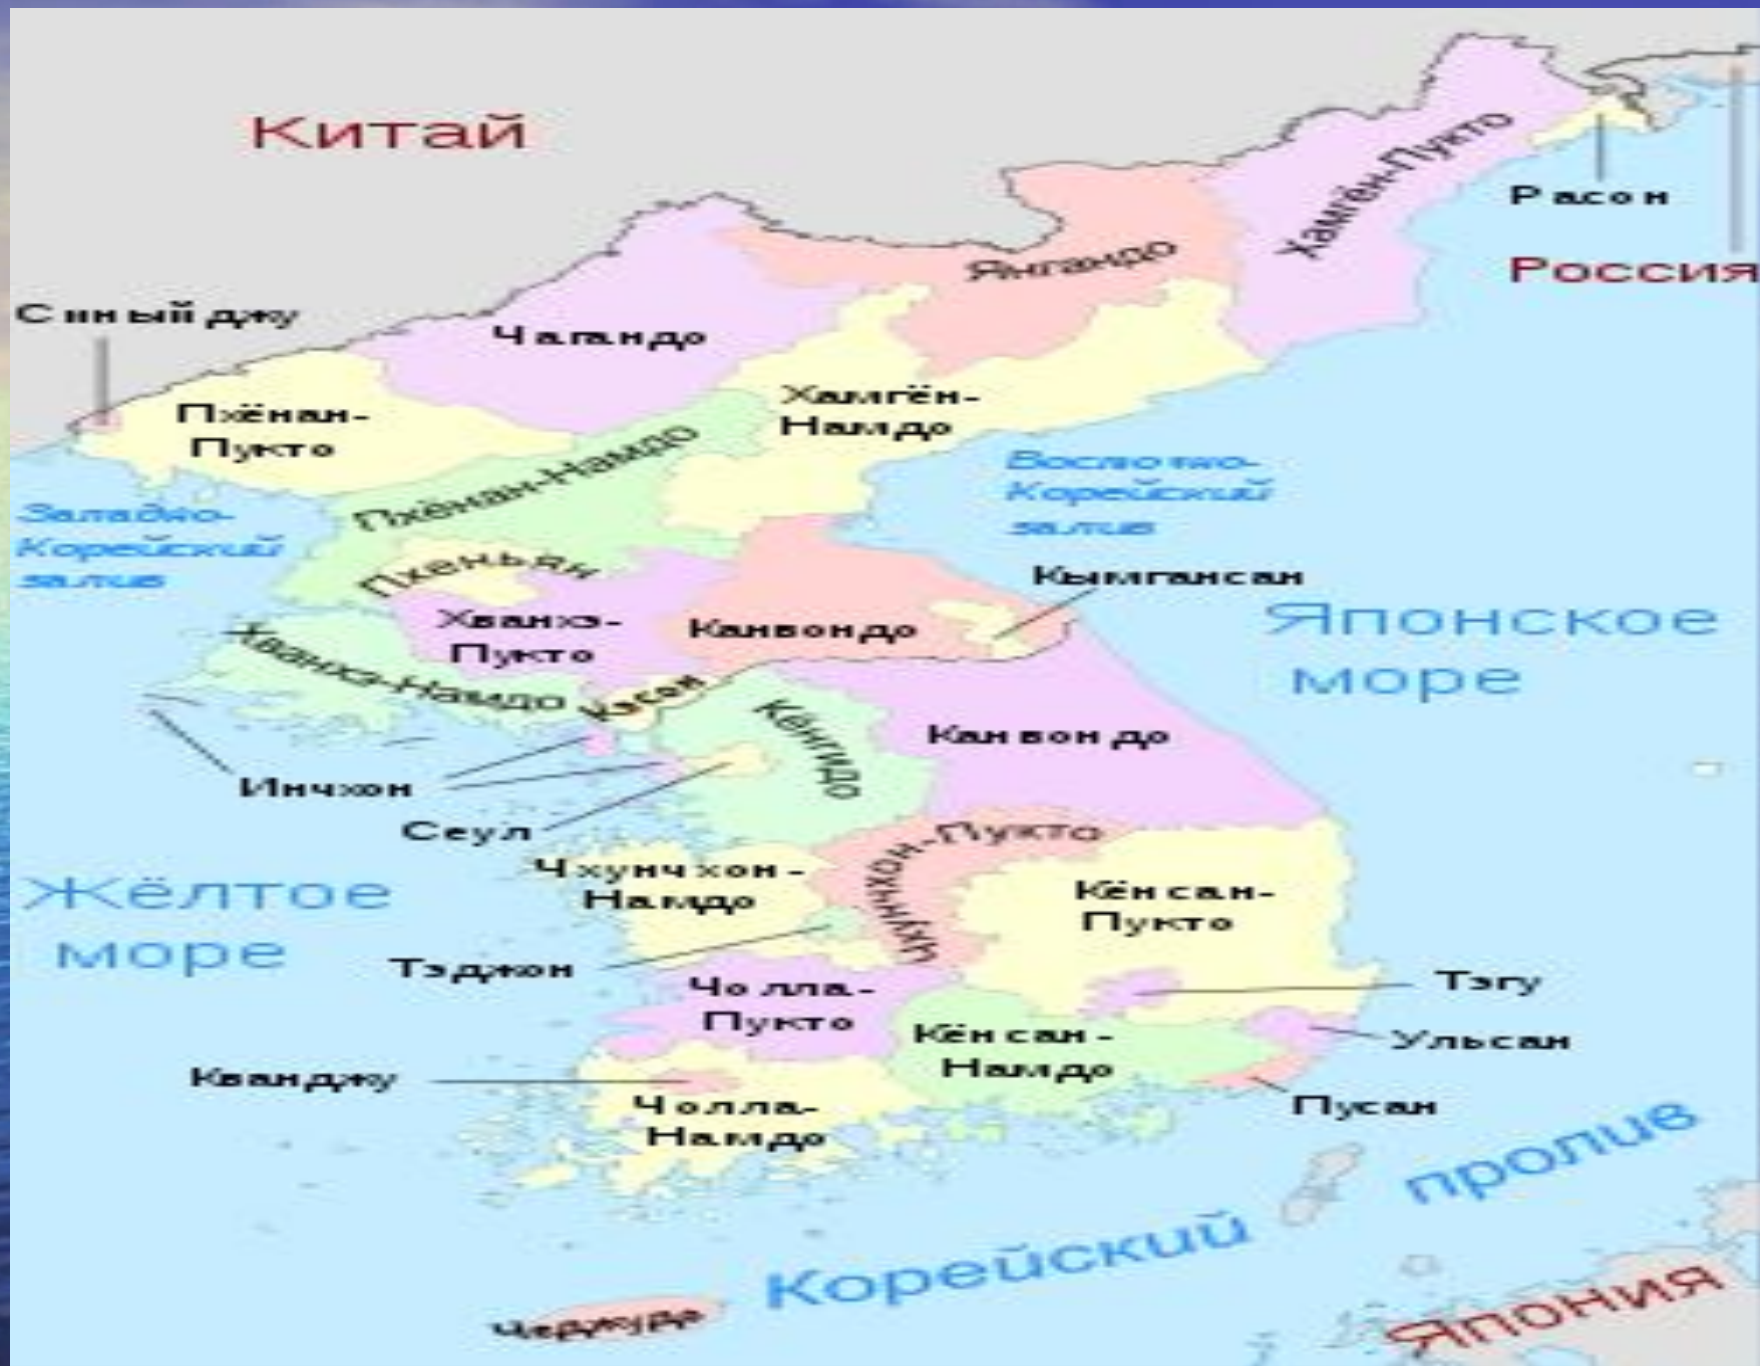 Китай
Хамгён-Пукто
Расон
Россия
Янгандо
Синыйджу
Чагандо
Пхёнан-
Пукто
Хамгён-
Намдо
Пхёнан-Намдо
Восточно-
Корейский
залив
Западно-
Корейский
залив
Пхеньян
Кымгансан
Хванхэ-
Пукто
Канвондо
Японское
море
Хванхэ-Намдо
Кэсон
Кёнгидо
Канвондо
Инчхон
Сеул
Чхунчхон-Пукто
Чхунчхон-
Намдо
Жёлтое
море
Кёнсан-
Пукто
Тэджон
Тэгу
Чолла-
Пукто
Кёнсан-
Намдо
Ульсан
Кванджу
Чолла-
Намдо
Пусан
Корейский пролив
Чеджудо
Япония